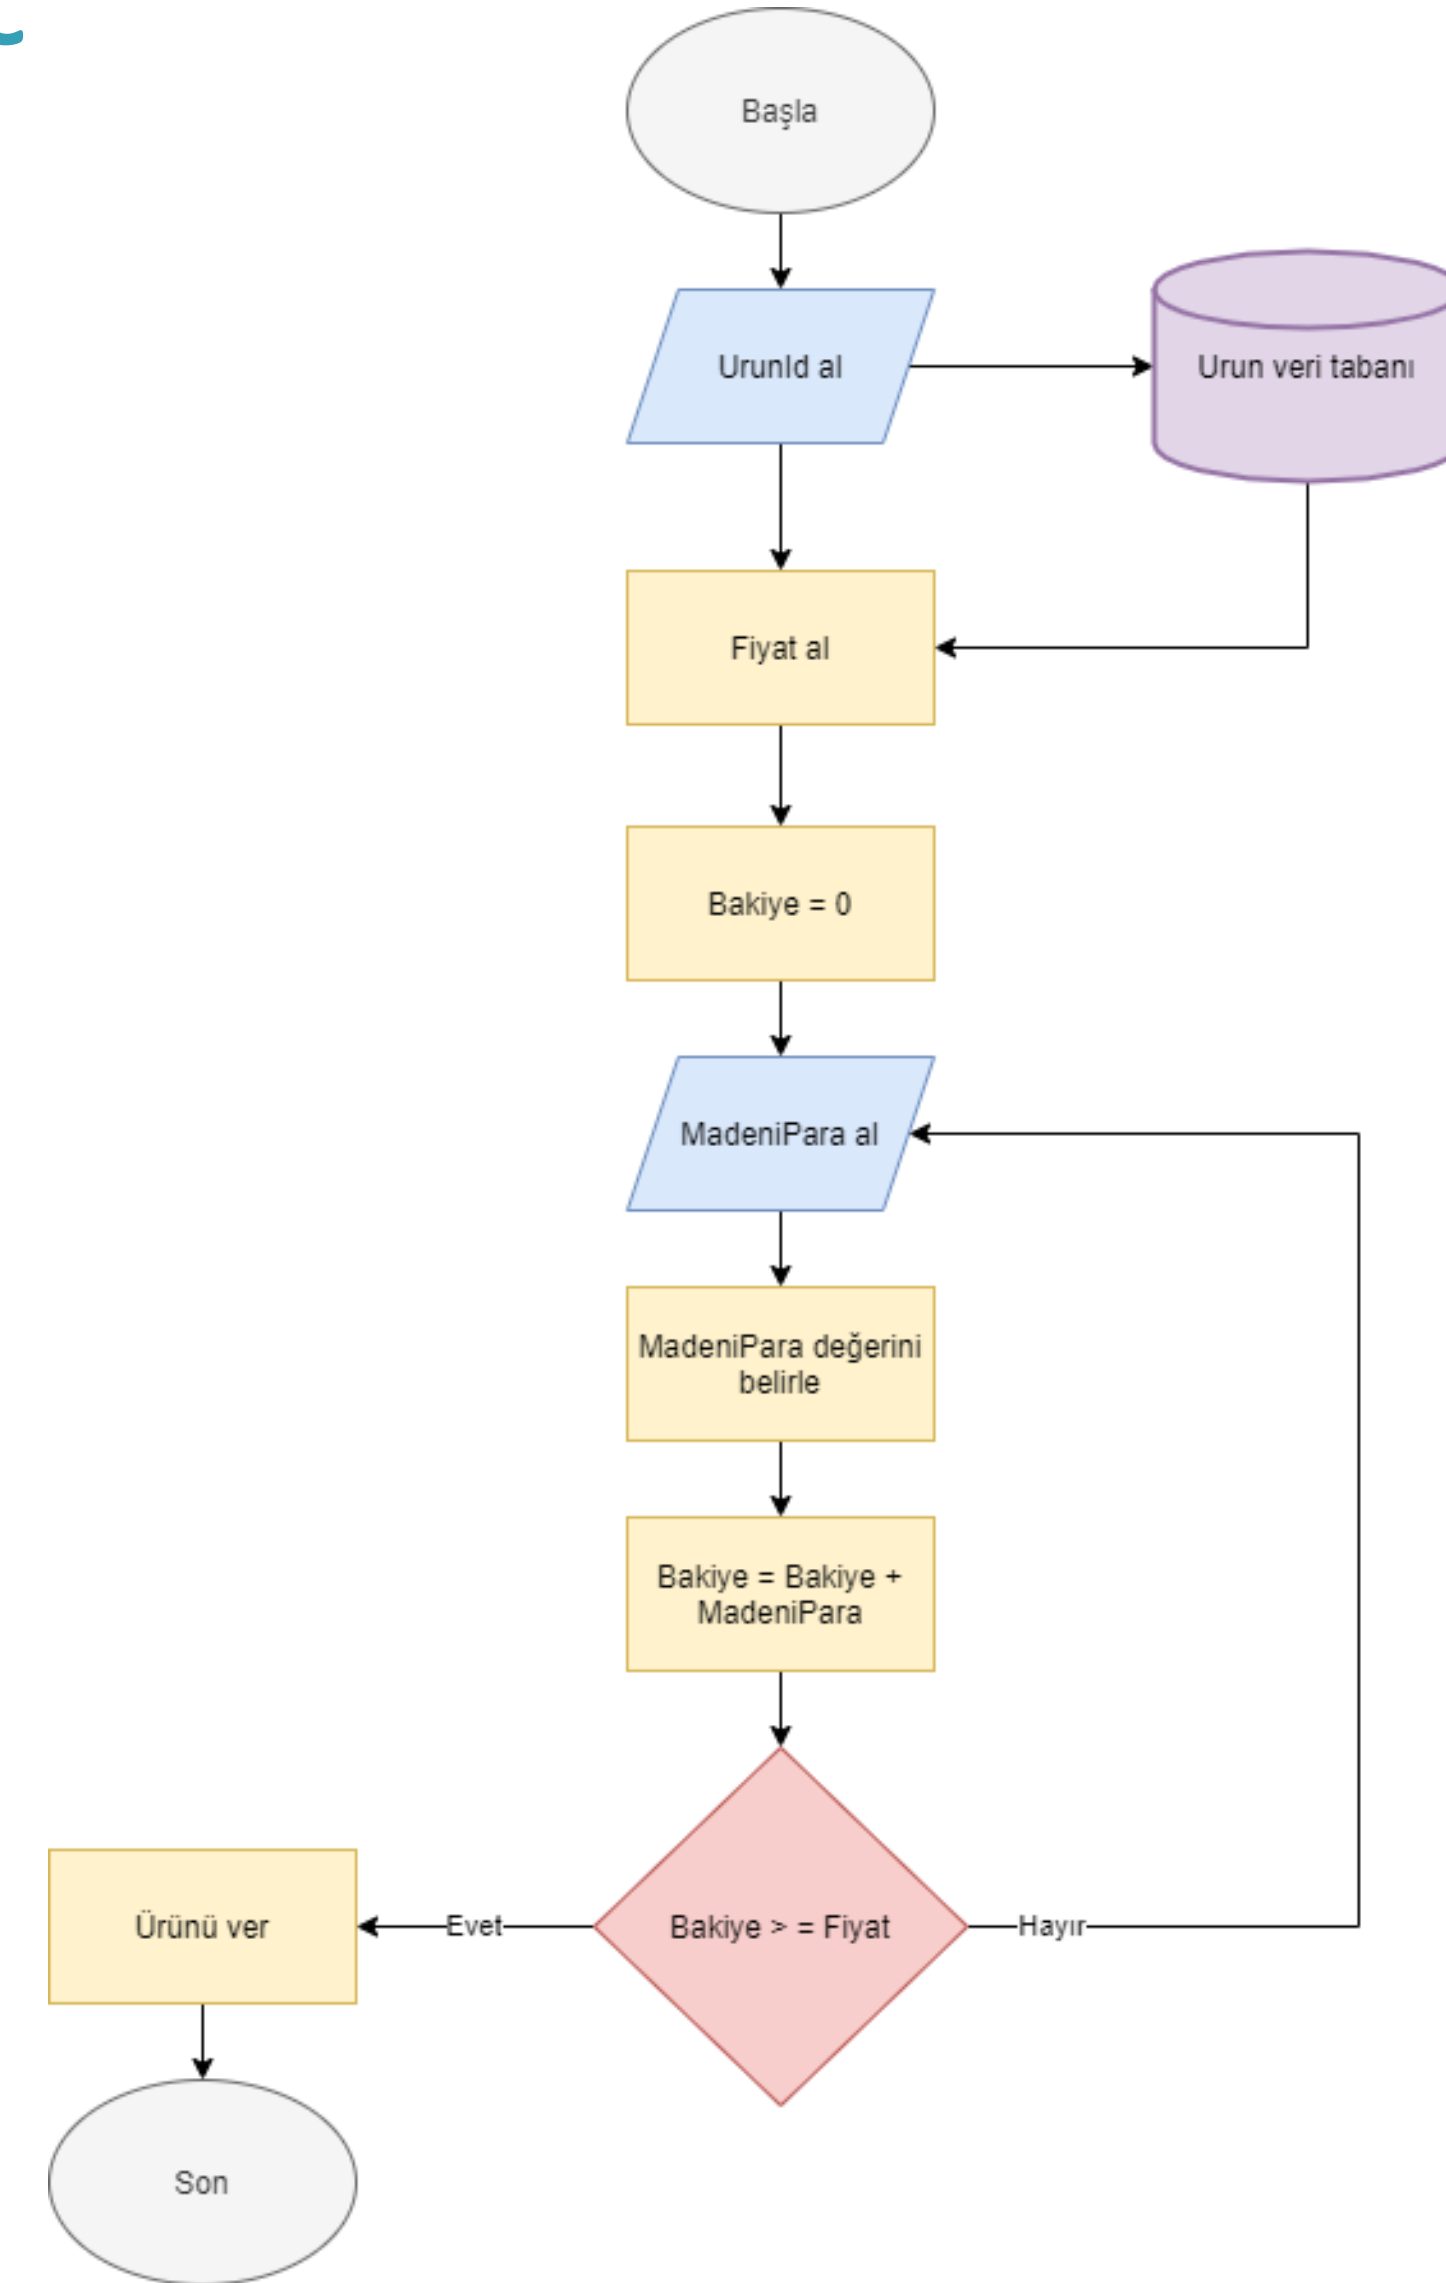 Başla
UrunId al
Urun veri tabanı
Fiyat al
Bakiye = 0
MadeniPara al
MadeniPara değerini
belirle
Bakiye = Bakiye +
MadeniPara
Ürünü ver
Evet
Bakiye > = Fiyat
Hayır
Son